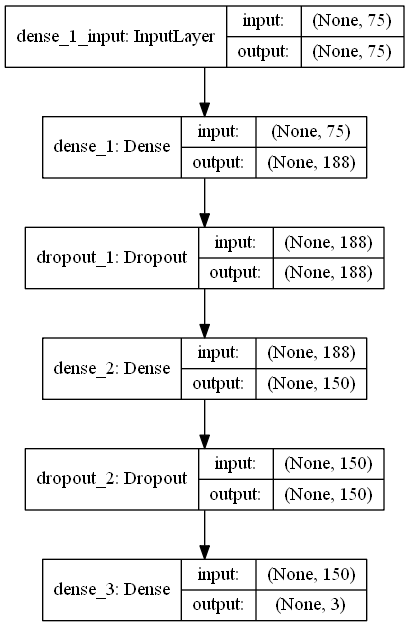 dense_1_input: InputLayer
input: (None, 75)
output: (None, 75)
dense_1: Dense
input: (None, 75)
output: (None, 188)
dropout_1: Dropout
input: (None, 188)
output: (None, 188)
dense_2: Dense
input: (None, 188)
output: (None, 150)
dropout_2: Dropout
input: (None, 150)
output: (None, 150)
dense_3: Dense
input: (None, 150)
output: (None, 3)